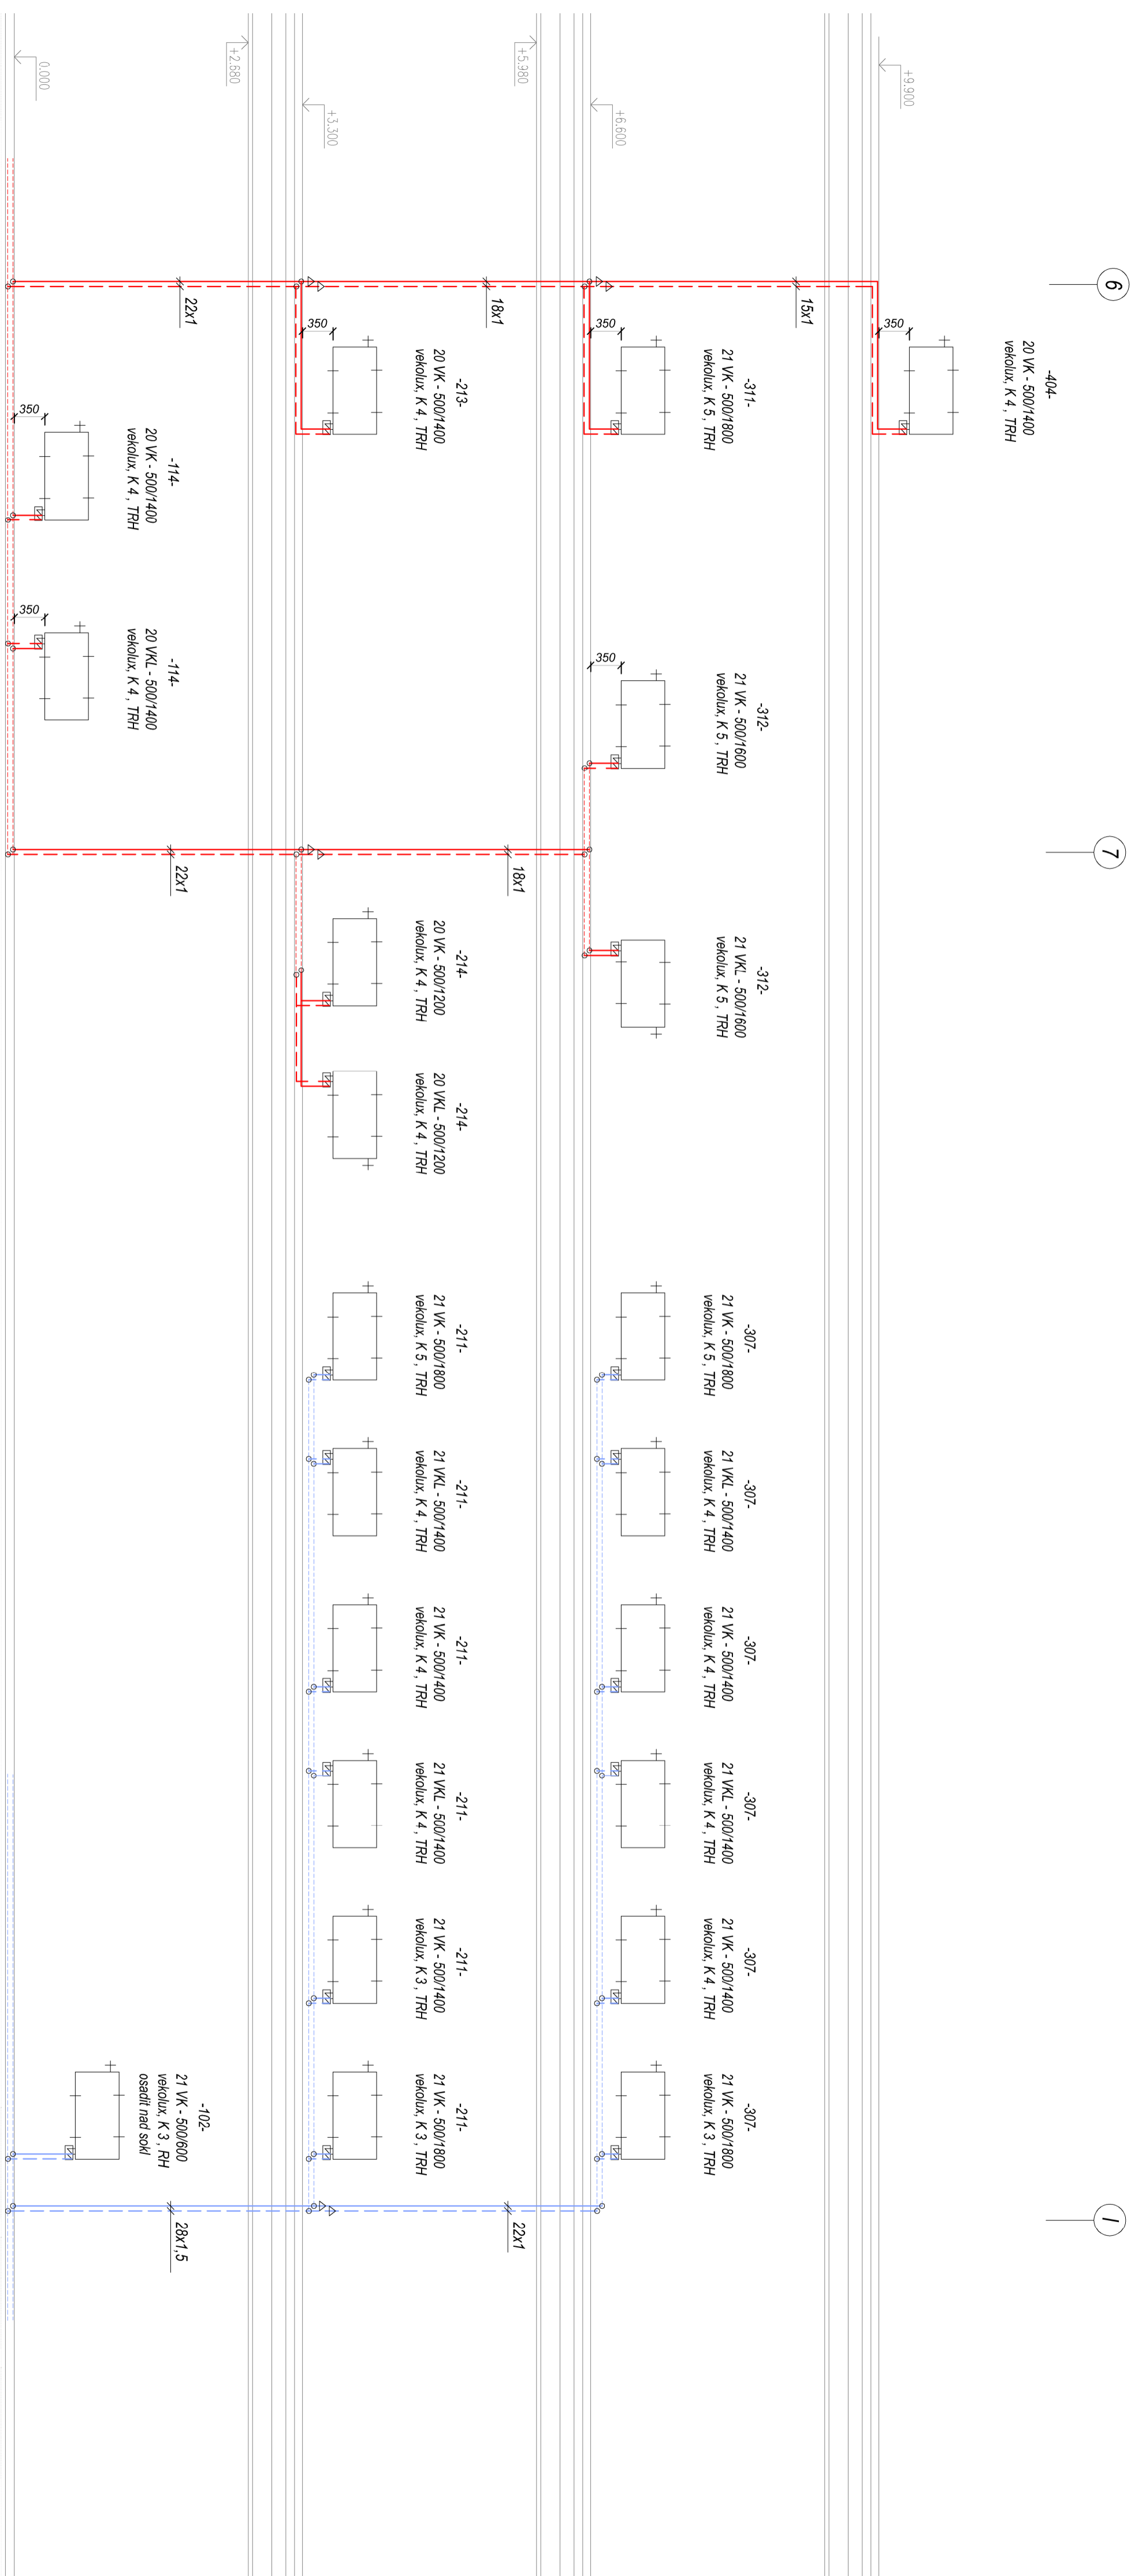 6
7
I
-404-
20 VK - 500/1400
vekolux, K 4 , TRH
350
+9.900
15x1
-311-
21 VK - 500/1800
vekolux, K 5 , TRH
350
-312-
21 VK - 500/1600
vekolux, K 5 , TRH
350
-312-
21 VKL - 500/1600
vekolux, K 5 , TRH
-307-
21 VK - 500/1800
vekolux, K 5 , TRH
-307-
21 VKL - 500/1400
vekolux, K 4 , TRH
-307-
21 VK - 500/1400
vekolux, K 4 , TRH
-307-
21 VKL - 500/1400
vekolux, K 4 , TRH
-307-
21 VK - 500/1400
vekolux, K 4 , TRH
-307-
21 VK - 500/1800
vekolux, K 3 , TRH
+6.600
+5.980
18x1
18x1
22x1
-213-
20 VK - 500/1400
vekolux, K 4 , TRH
350
-214-
20 VK - 500/1200
vekolux, K 4 , TRH
-214-
20 VKL - 500/1200
vekolux, K 4 , TRH
-211-
21 VK - 500/1800
vekolux, K 5 , TRH
-211-
21 VKL - 500/1400
vekolux, K 4 , TRH
-211-
21 VK - 500/1400
vekolux, K 4 , TRH
-211-
21 VKL - 500/1400
vekolux, K 4 , TRH
-211-
21 VK - 500/1400
vekolux, K 3 , TRH
-211-
21 VK - 500/1800
vekolux, K 3 , TRH
+3.300
+2.680
22x1
22x1
28x1,5
-114-
20 VK - 500/1400
vekolux, K 4 , TRH
350
-114-
20 VKL - 500/1400
vekolux, K 4 , TRH
350
-102-
21 VK - 500/600
vekolux, K 3 , RH
osadit nad sokl
0.000